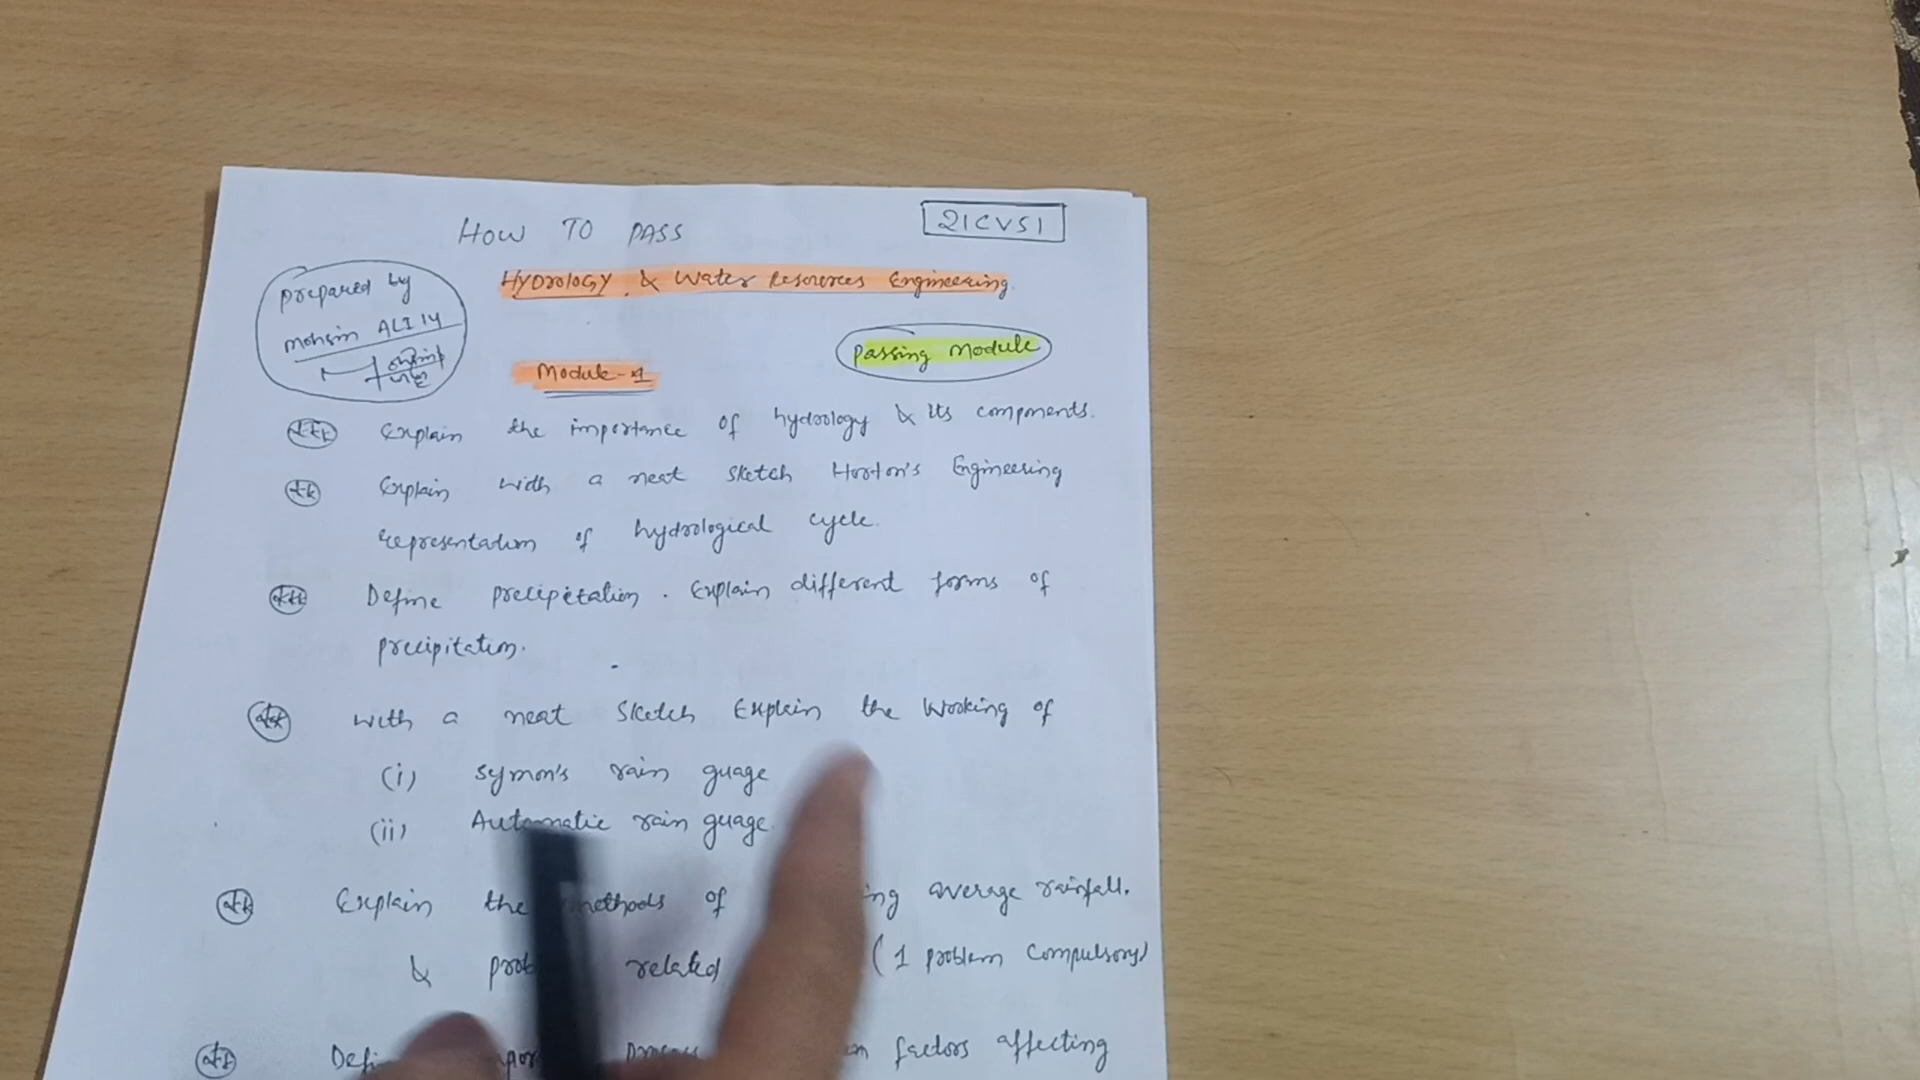 HOW TO PASS
21CV51
Hydrology & Water Resources Engineering.
prepared by
mohsin ALI 14
Passing Module
Module-1
*** Explain the importance of hydrology & its components.
** Explain with a neat sketch Horton's Engineering
representation of hydrological cycle.
*** Define precipitation. Explain different forms of
precipitation.
** with a neat sketch Explain the working of
(i) Symon's rain guage
(ii) Automatic rain guage.
** Explain the methods of average rainfall.
& related (1 problem compulsory)
** factors affecting